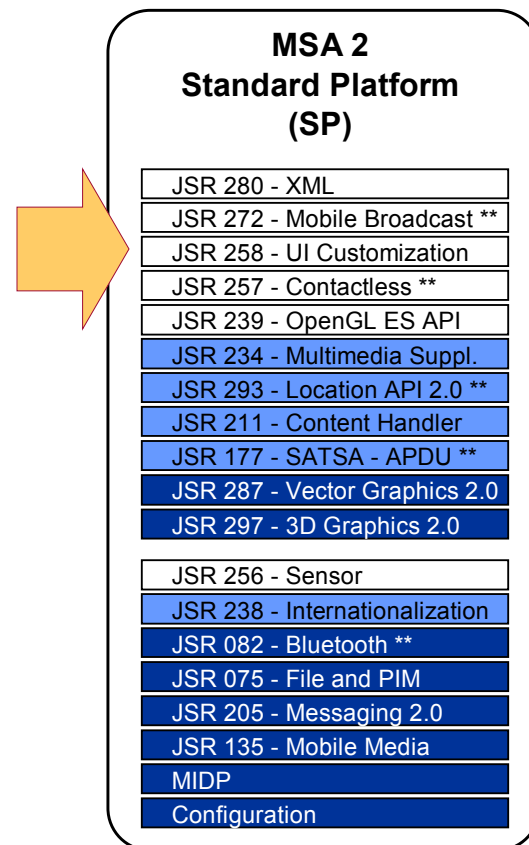 MSA 2
Standard Platform
(SP)
JSR 280 - XML
JSR 272 - Mobile Broadcast **
JSR 258 - UI Customization
JSR 257 - Contactless **
JSR 239 - OpenGL ES API
JSR 234 - Multimedia Suppl.
JSR 293 - Location API 2.0 **
JSR 211 - Content Handler
JSR 177 - SATSA - APDU **
JSR 287 - Vector Graphics 2.0
JSR 297 - 3D Graphics 2.0
JSR 256 - Sensor
JSR 238 - Internationalization
JSR 082 - Bluetooth **
JSR 075 - File and PIM
JSR 205 - Messaging 2.0
JSR 135 - Mobile Media
MIDP
Configuration